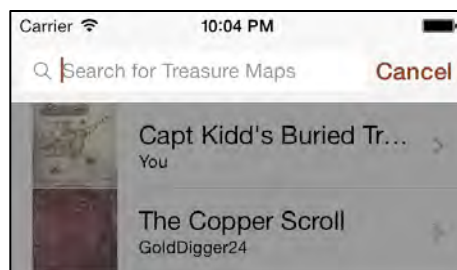 Carrier 10:04 PM
Search for Treasure Maps Cancel
Capt Kidd's Buried Tr...
You
The Copper Scroll
GoldDigger24